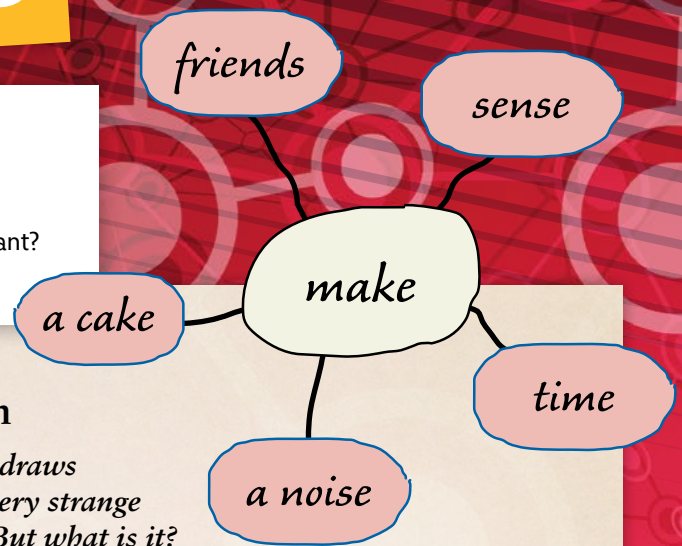 friends
sense
ant?
make
a cake
time
draws
a noise
ery strange
But what is it?